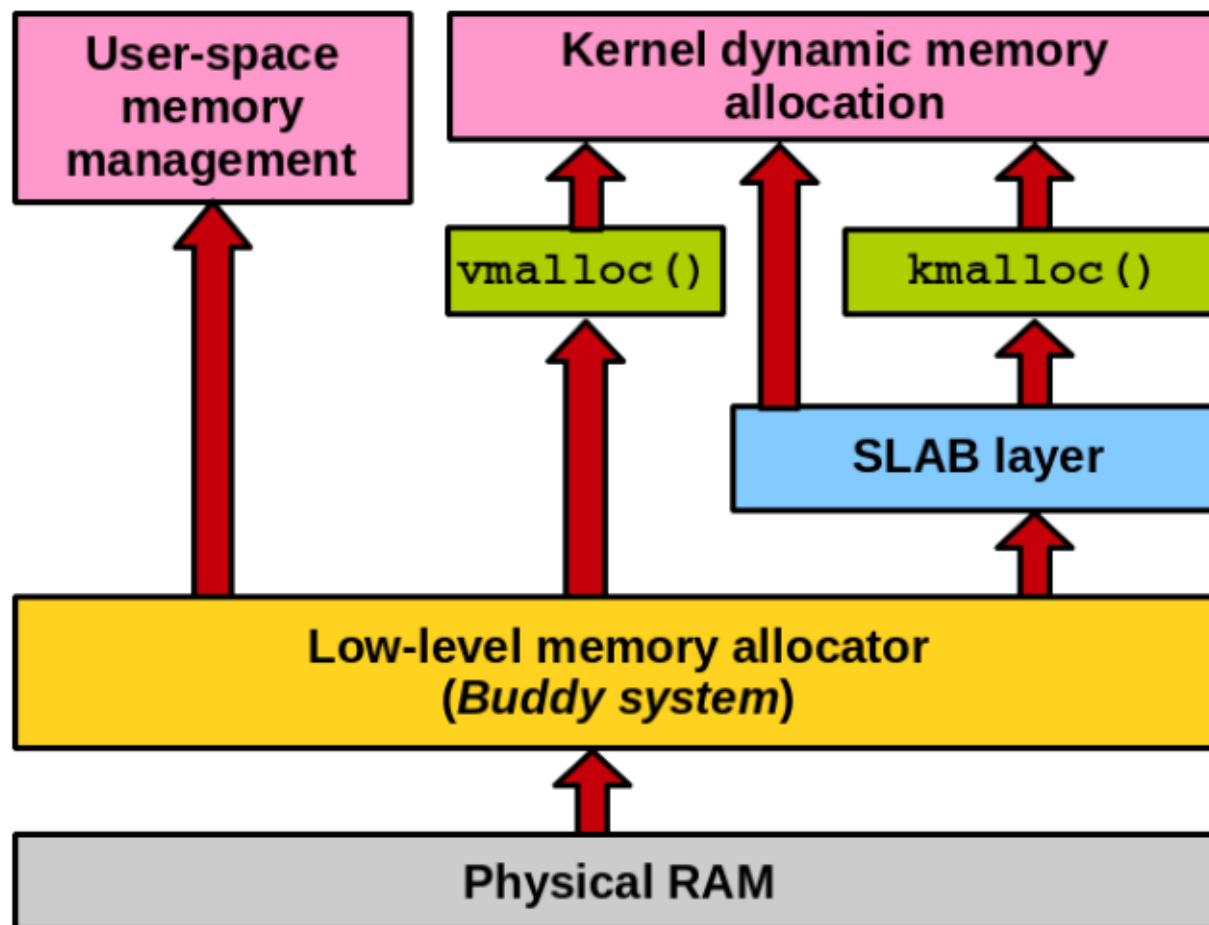 User-space
memory
management
Kernel dynamic memory
allocation
vmalloc()
kmalloc()
SLAB layer
Low-level memory allocator
(Buddy system)
Physical RAM